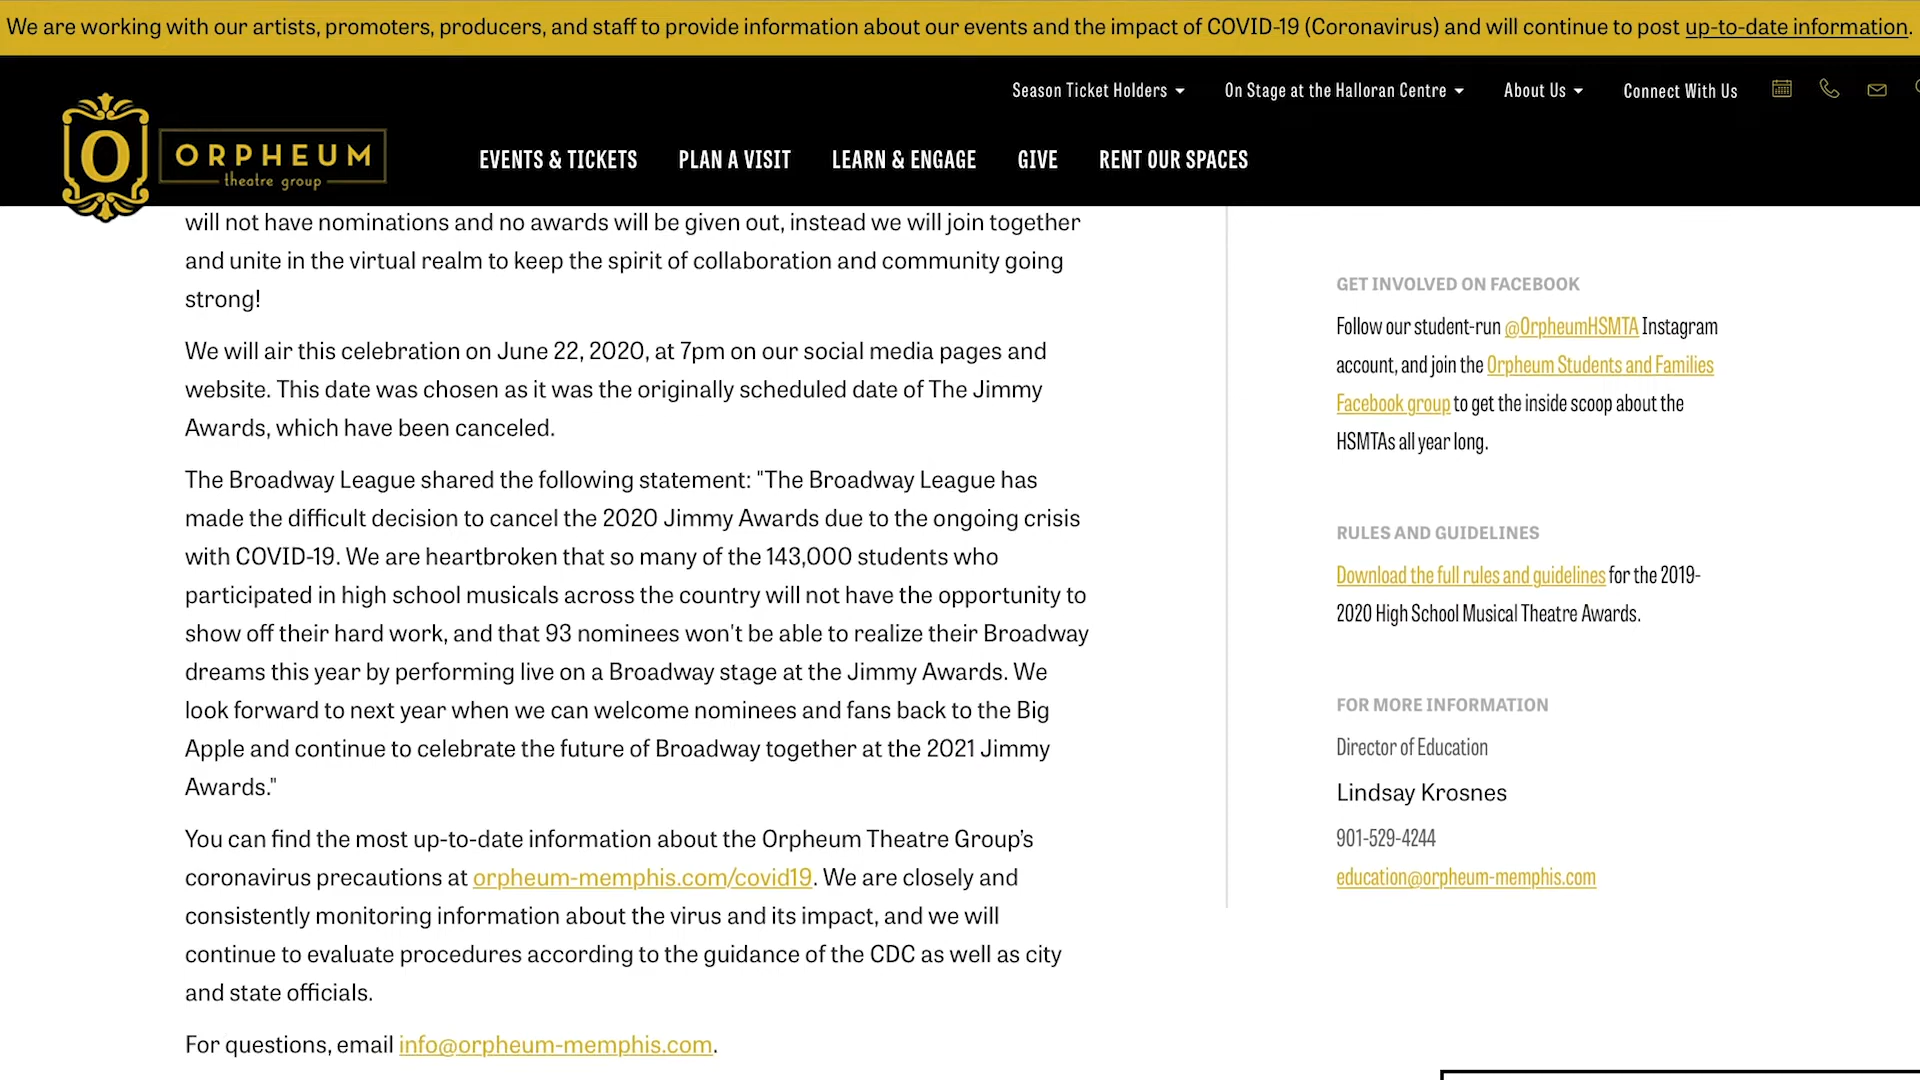 We are working with our artists, promoters, producers, and staff to provide information about our events and the impact of COVID-19 (Coronavirus) and will continue to post up-to-date information.
Season Ticket Holders
On Stage at the Halloran Centre
About Us
Connect With Us
O
ORPHEUM
theatre group
EVENTS & TICKETS
PLAN A VISIT
LEARN & ENGAGE
GIVE
RENT OUR SPACES
will not have nominations and no awards will be given out, instead we will join together
and unite in the virtual realm to keep the spirit of collaboration and community going
strong!
We will air this celebration on June 22, 2020, at 7pm on our social media pages and
website. This date was chosen as it was the originally scheduled date of The Jimmy
Awards, which have been canceled.
The Broadway League shared the following statement: "The Broadway League has
made the difficult decision to cancel the 2020 Jimmy Awards due to the ongoing crisis
with COVID-19. We are heartbroken that so many of the 143,000 students who
participated in high school musicals across the country will not have the opportunity to
show off their hard work, and that 93 nominees won't be able to realize their Broadway
dreams this year by performing live on a Broadway stage at the Jimmy Awards. We
look forward to next year when we can welcome nominees and fans back to the Big
Apple and continue to celebrate the future of Broadway together at the 2021 Jimmy
Awards."
You can find the most up-to-date information about the Orpheum Theatre Group’s
coronavirus precautions at orpheum-memphis.com/covid19. We are closely and
consistently monitoring information about the virus and its impact, and we will
continue to evaluate procedures according to the guidance of the CDC as well as city
and state officials.
For questions, email info@orpheum-memphis.com.
GET INVOLVED ON FACEBOOK
Follow our student-run @OrpheumHSMTA Instagram
account, and join the Orpheum Students and Families
Facebook group to get the inside scoop about the
HSMTAs all year long.
RULES AND GUIDELINES
Download the full rules and guidelines for the 2019-
2020 High School Musical Theatre Awards.
FOR MORE INFORMATION
Director of Education
Lindsay Krosnes
901-529-4244
education@orpheum-memphis.com